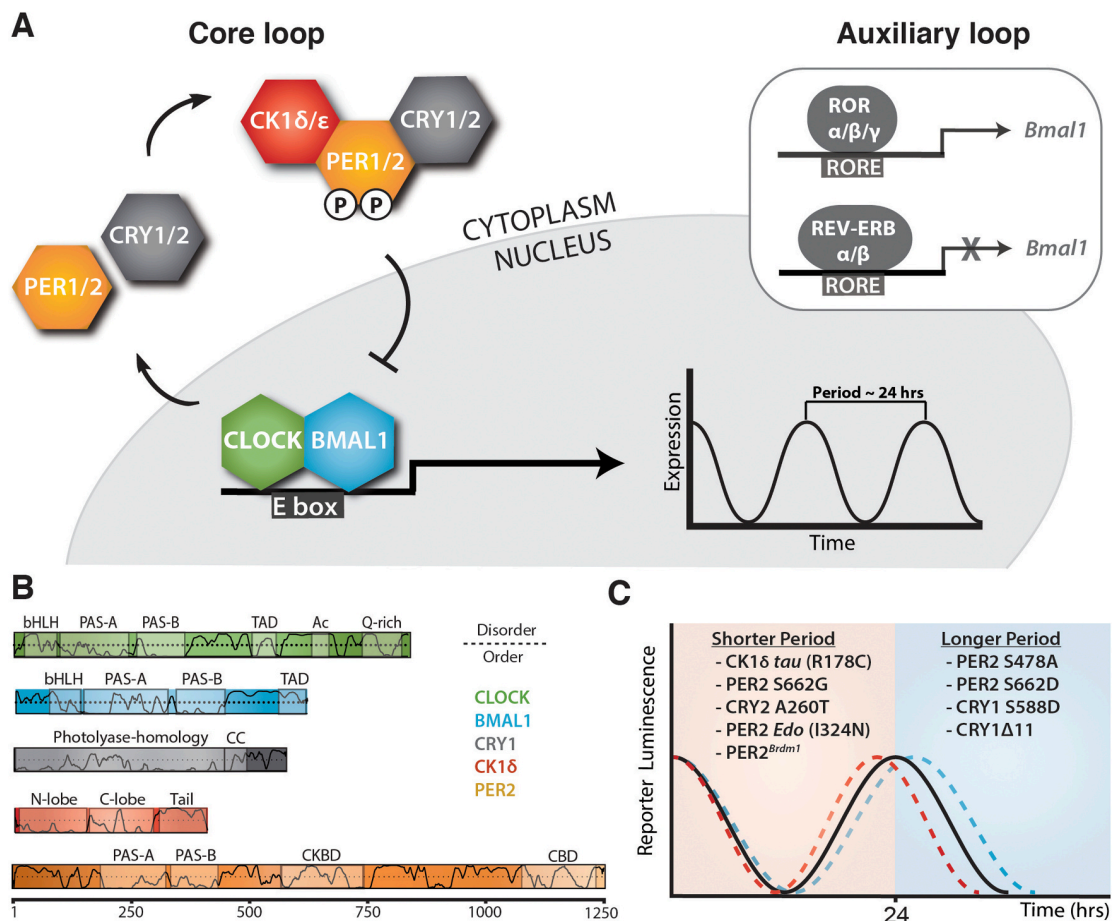 A
Core loop
Auxiliary loop
CK1δ/ε
CRY1/2
PER1/2
P P
CRY1/2
PER1/2
CYTOPLASM
NUCLEUS
ROR
α/β/γ
RORE
Bmal1
REV-ERB
α/β
RORE
X
Bmal1
CLOCK
BMAL1
E box
Expression
Period ~ 24 hrs
Time
B
bHLH PAS-A PAS-B TAD Ac Q-rich
bHLH PAS-A PAS-B TAD
Photolyase-homology CC
N-lobe C-lobe Tail
PAS-A PAS-B CKBD CBD
1 250 500 750 1000 1250
Disorder
Order
CLOCK
BMAL1
CRY1
CK1δ
PER2
C
Reporter Luminescence
Shorter Period
- CK1δ tau (R178C)
- PER2 S662G
- CRY2 A260T
- PER2 Edo (I324N)
- PER2Brdm1
Longer Period
- PER2 S478A
- PER2 S662D
- CRY1 S588D
- CRY1Δ11
24
Time (hrs)